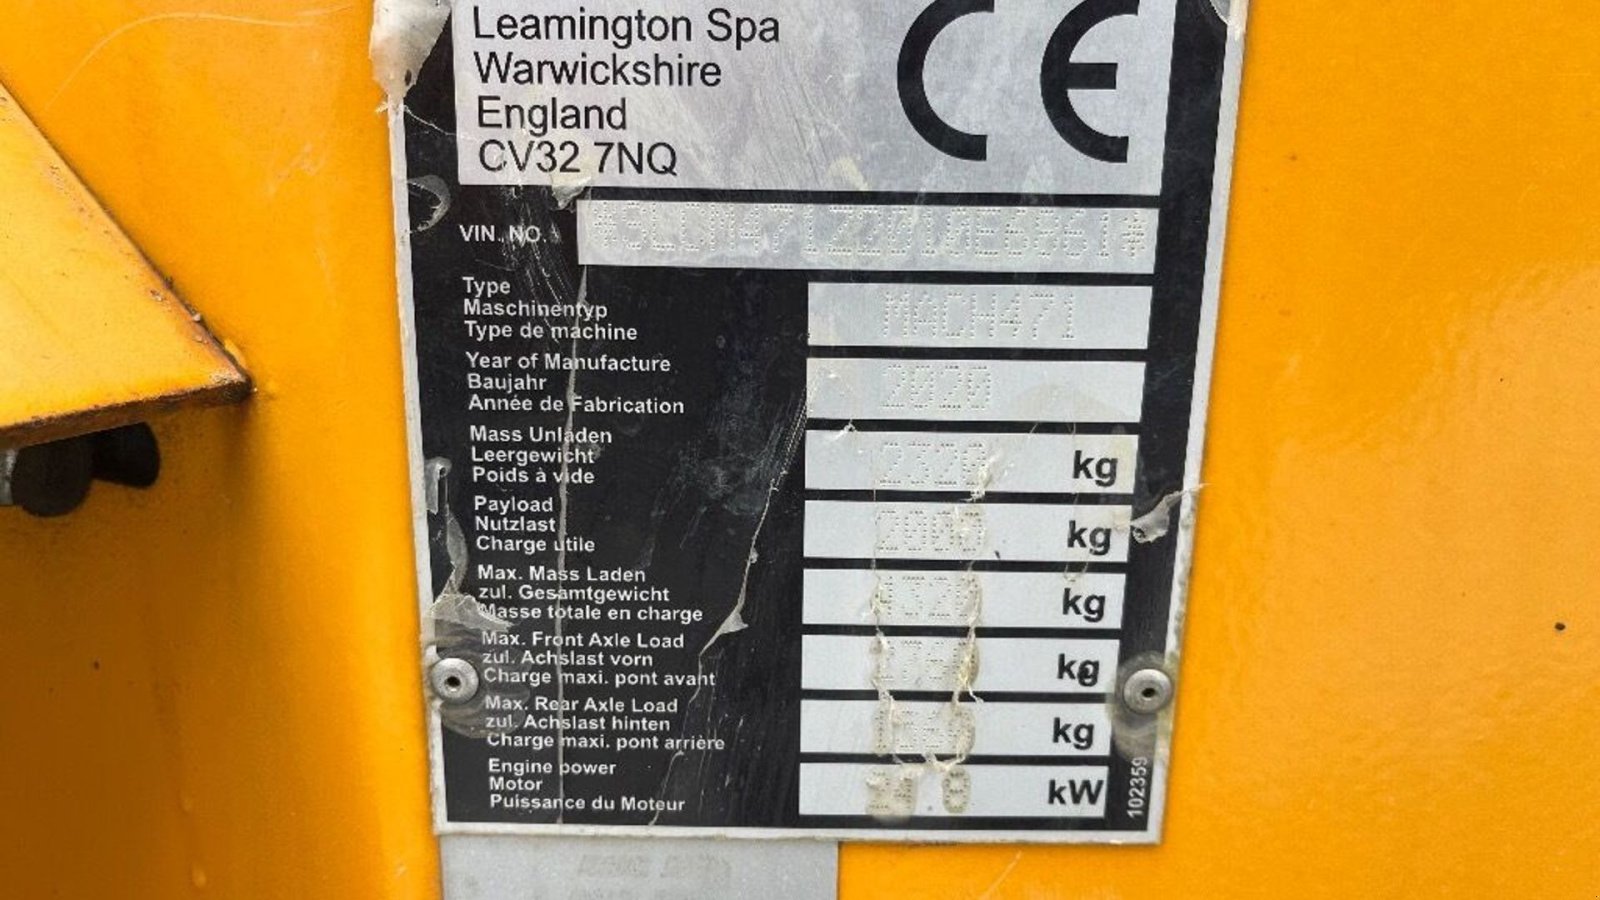 Leamington Spa
Warwickshire
England
CV32 7NQ
CE
VIN. NO.
Type
Maschinentyp
Type de machine
MACH471
Year of Manufacture
Baujahr
Année de Fabrication
2020
Mass Unladen
Leergewicht
Poids à vide
2320 kg
Payload
Nutzlast
Charge utile
2000 kg
Max. Mass Laden
zul. Gesamtgewicht
Masse totale en charge
4320 kg
Max. Front Axle Load
zul. Achslast vorn
Charge maxi. pont avant
kg
Max. Rear Axle Load
zul. Achslast hinten
Charge maxi. pont arrière
kg
Engine power
Motor
Puissance du Moteur
kW
102359